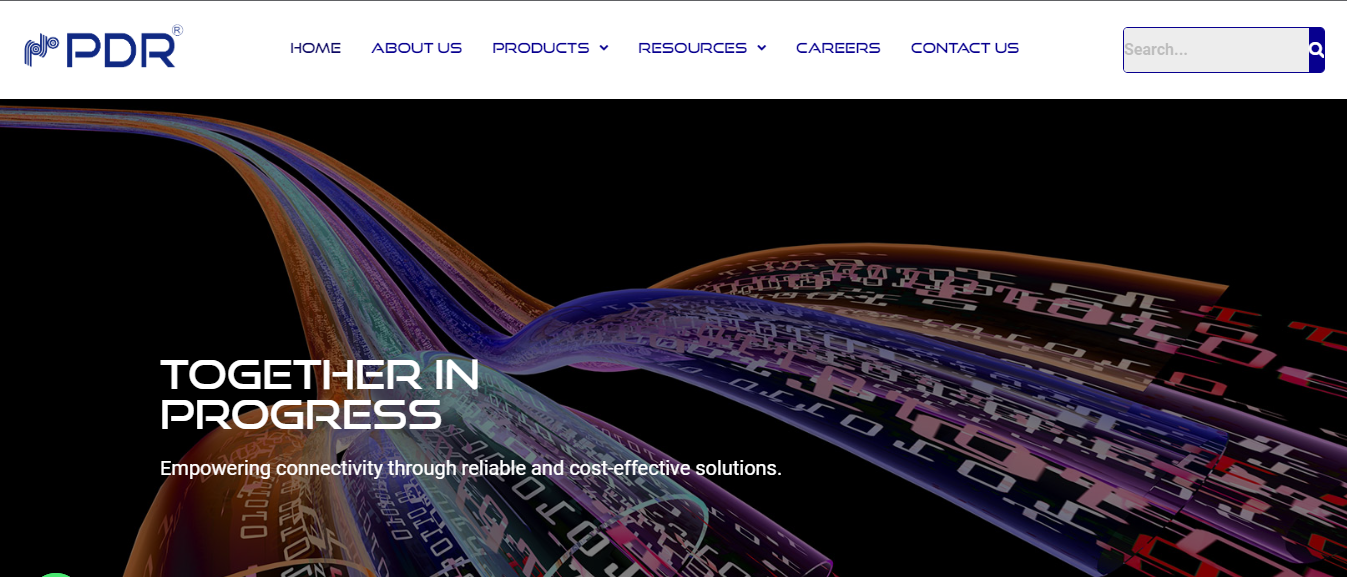 PDR®
HOME
ABOUT US
PRODUCTS
RESOURCES
CAREERS
CONTACT US
Search...
TOGETHER IN
PROGRESS
Empowering connectivity through reliable and cost-effective solutions.